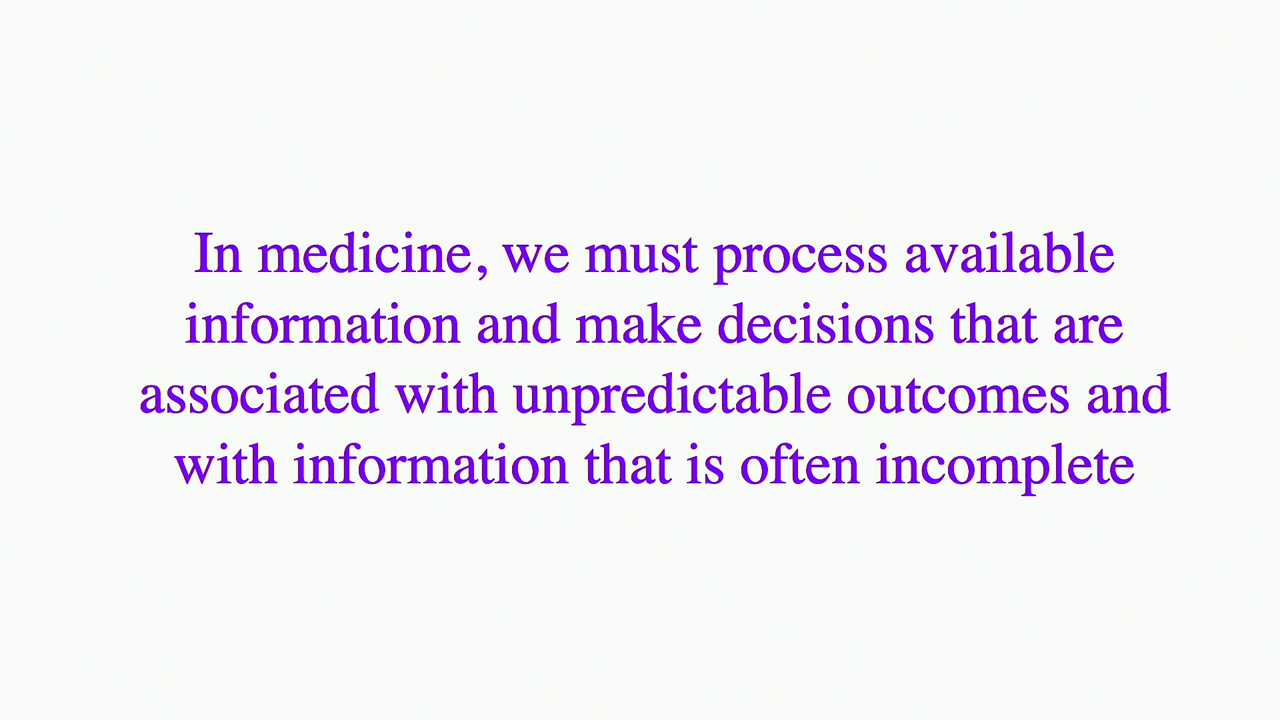 In medicine, we must process available
information and make decisions that are
associated with unpredictable outcomes and
with information that is often incomplete